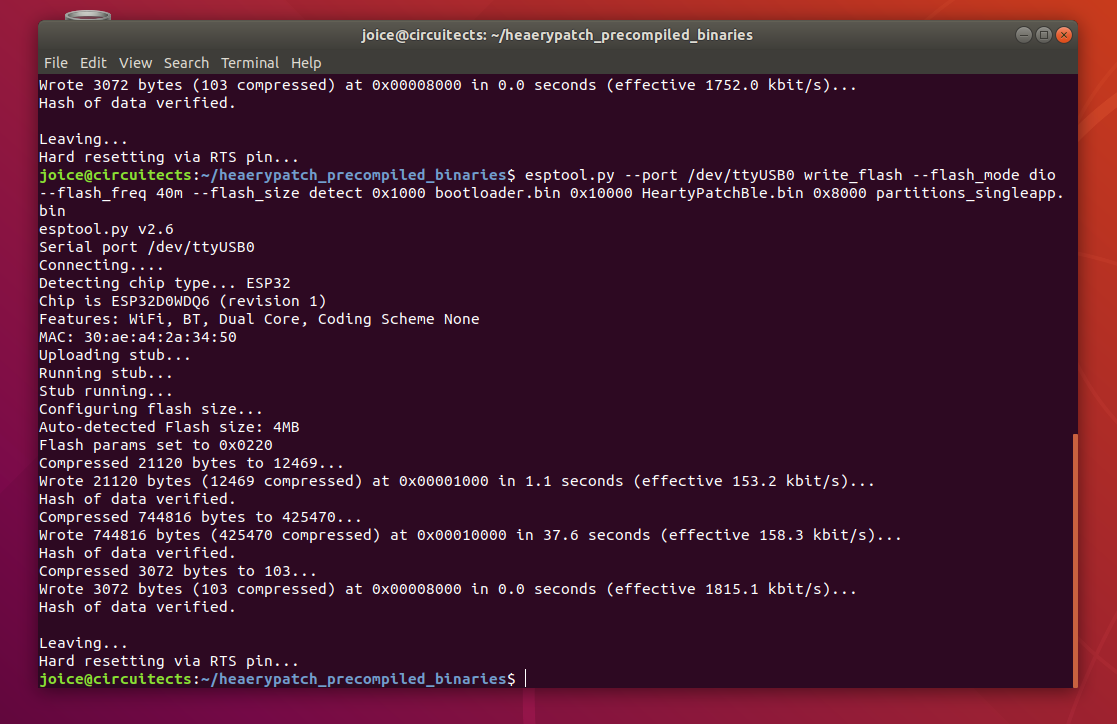 joice@circuitects: ~/heaerypatch_precompiled_binaries
File Edit View Search Terminal Help
Wrote 3072 bytes (103 compressed) at 0x00008000 in 0.0 seconds (effective 1752.0 kbit/s)...
Hash of data verified.
Leaving...
Hard resetting via RTS pin...
joice@circuitects:~/heaerypatch_precompiled_binaries$ esptool.py --port /dev/ttyUSB0 write_flash --flash_mode dio
--flash_freq 40m --flash_size detect 0x1000 bootloader.bin 0x10000 HeartyPatchBle.bin 0x8000 partitions_singleapp.
bin
esptool.py v2.6
Serial port /dev/ttyUSB0
Connecting....
Detecting chip type... ESP32
Chip is ESP32D0WDQ6 (revision 1)
Features: WiFi, BT, Dual Core, Coding Scheme None
MAC: 30:ae:a4:2a:34:50
Uploading stub...
Running stub...
Stub running...
Configuring flash size...
Auto-detected Flash size: 4MB
Flash params set to 0x0220
Compressed 21120 bytes to 12469...
Wrote 21120 bytes (12469 compressed) at 0x00001000 in 1.1 seconds (effective 153.2 kbit/s)...
Hash of data verified.
Compressed 744816 bytes to 425470...
Wrote 744816 bytes (425470 compressed) at 0x00010000 in 37.6 seconds (effective 158.3 kbit/s)...
Hash of data verified.
Compressed 3072 bytes to 103...
Wrote 3072 bytes (103 compressed) at 0x00008000 in 0.0 seconds (effective 1815.1 kbit/s)...
Hash of data verified.
Leaving...
Hard resetting via RTS pin...
joice@circuitects:~/heaerypatch_precompiled_binaries$